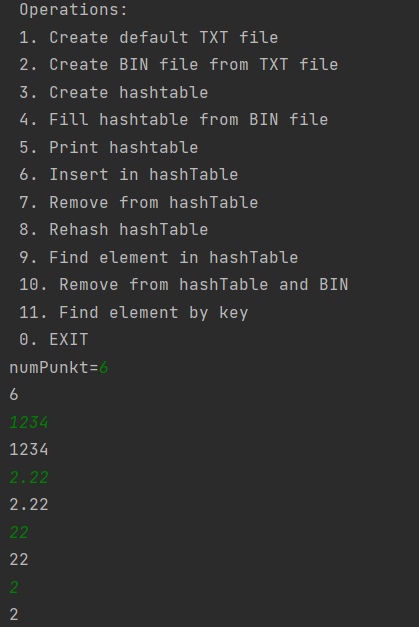 Operations:
1. Create default TXT file
2. Create BIN file from TXT file
3. Create hashtable
4. Fill hashtable from BIN file
5. Print hashtable
6. Insert in hashTable
7. Remove from hashTable
8. Rehash hashTable
9. Find element in hashTable
10. Remove from hashTable and BIN
11. Find element by key
0. EXIT
numPunkt=6
6
1234
1234
2.22
2.22
22
22
2
2